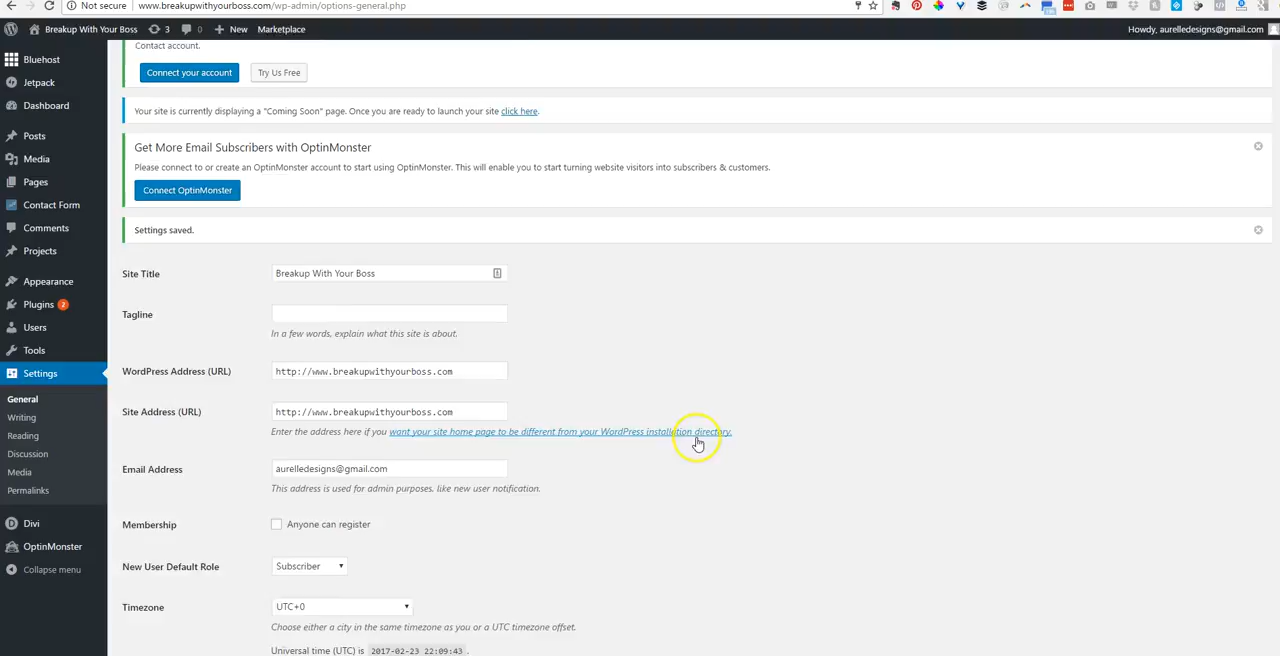 Not secure
www.breakupwithyourboss.com/wp-admin/options-general.php
Breakup With Your Boss
3
0
New
Marketplace
Howdy, aurelledesigns@gmail.com
Bluehost
Jetpack
Dashboard
Posts
Media
Pages
Contact Form
Comments
Projects
Appearance
Plugins 2
Users
Tools
Settings
General
Writing
Reading
Discussion
Media
Permalinks
Divi
OptinMonster
Collapse menu
Contact account.
Connect your account
Try Us Free
Your site is currently displaying a "Coming Soon" page. Once you are ready to launch your site click here.
Get More Email Subscribers with OptinMonster
Please connect to or create an OptinMonster account to start using OptinMonster. This will enable you to start turning website visitors into subscribers & customers.
Connect OptinMonster
Settings saved.
Site Title
Breakup With Your Boss
Tagline
In a few words, explain what this site is about.
WordPress Address (URL)
http://www.breakupwithyourboss.com
Site Address (URL)
http://www.breakupwithyourboss.com
Enter the address here if you want your site home page to be different from your WordPress installation directory.
Email Address
aurelledesigns@gmail.com
This address is used for admin purposes, like new user notification.
Membership
Anyone can register
New User Default Role
Subscriber
Timezone
UTC+0
Choose either a city in the same timezone as you or a UTC timezone offset.
Universal time (UTC) is 2017-02-23 22:09:43 .